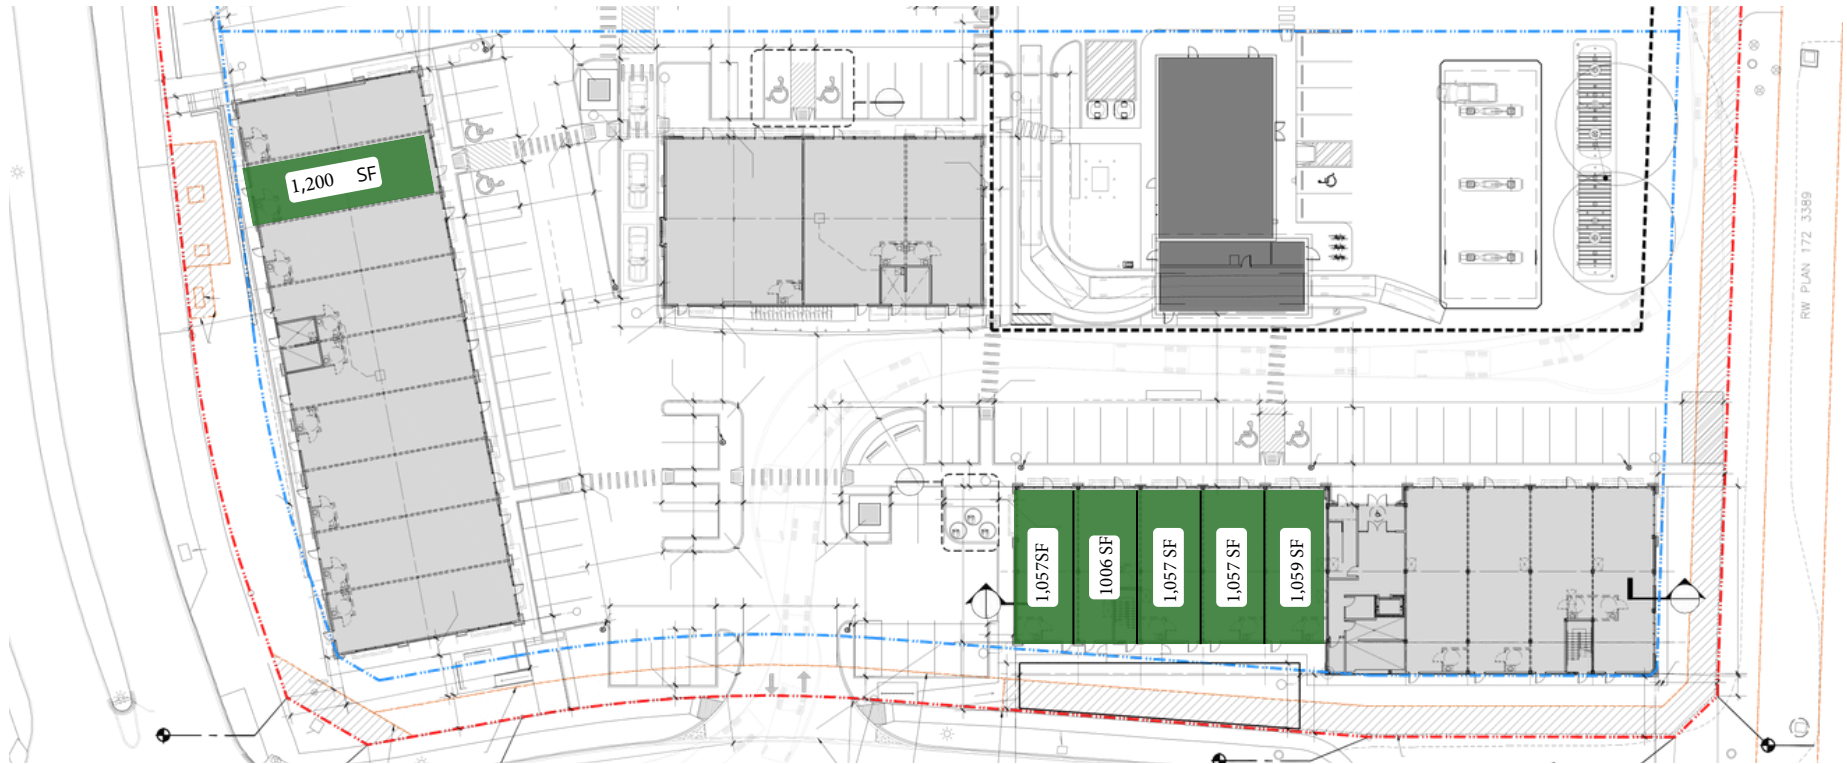 1,200 SF
RW PLAN 172 3389
1,057SF
1006 SF
1,057 SF
1,057 SF
1,059 SF